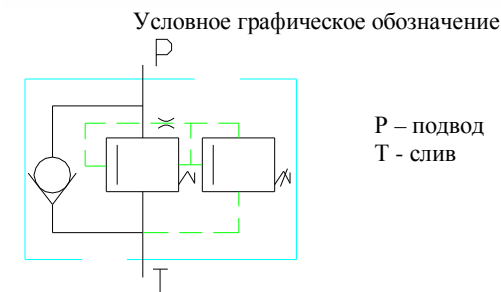 Условное графическое обозначение
P
P – подвод
T - слив
T